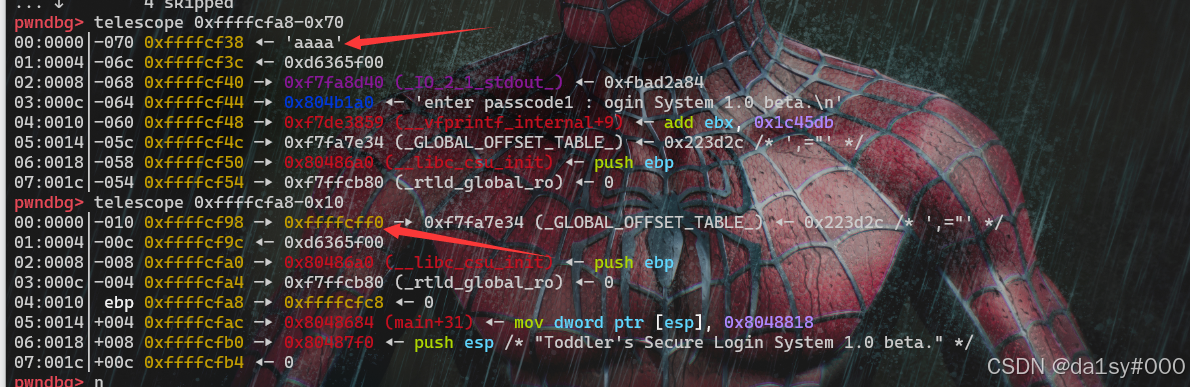 ... ↓        4 skipped
pwndbg> telescope 0xffffcfa8-0x70
00:0000│-070 0xffffcf38 ◂— 'aaaa'
01:0004│-06c 0xffffcf3c ◂— 0xd6365f00
02:0008│-068 0xffffcf40 —▸ 0xf7fa8d40 (_IO_2_1_stdout_) ◂— 0xfbad2a84
03:000c│-064 0xffffcf44 —▸ 0x804b1a0 ◂— 'enter passcode1 : ogin System 1.0 beta.\n'
04:0010│-060 0xffffcf48 —▸ 0xf7de3859 (__vfprintf_internal+9) ◂— add ebx, 0x1c45db
05:0014│-05c 0xffffcf4c —▸ 0xf7fa7e34 (_GLOBAL_OFFSET_TABLE_) ◂— 0x223d2c /* ',="' */
06:0018│-058 0xffffcf50 —▸ 0x80486a0 (__libc_csu_init) ◂— push ebp
07:001c│-054 0xffffcf54 —▸ 0xf7ffcb80 (_rtld_global_ro) ◂— 0
pwndbg> telescope 0xffffcfa8-0x10
00:0000│-010 0xffffcf98 —▸ 0xffffcff0 —▸ 0xf7fa7e34 (_GLOBAL_OFFSET_TABLE_) ◂— 0x223d2c /* ',="' */
01:0004│-00c 0xffffcf9c ◂— 0xd6365f00
02:0008│-008 0xffffcfa0 —▸ 0x80486a0 (__libc_csu_init) ◂— push ebp
03:000c│-004 0xffffcfa4 —▸ 0xf7ffcb80 (_rtld_global_ro) ◂— 0
04:0010│ ebp 0xffffcfa8 —▸ 0xffffcfc8 ◂— 0
05:0014│+004 0xffffcfac —▸ 0x8048684 (main+31) ◂— mov dword ptr [esp], 0x8048818
06:0018│+008 0xffffcfb0 —▸ 0x80487f0 ◂— push esp /* "Toddler's Secure Login System 1.0 beta." */
07:001c│+00c 0xffffcfb4 ◂— 0
pwndbg> n
CSDN @da1sy#000